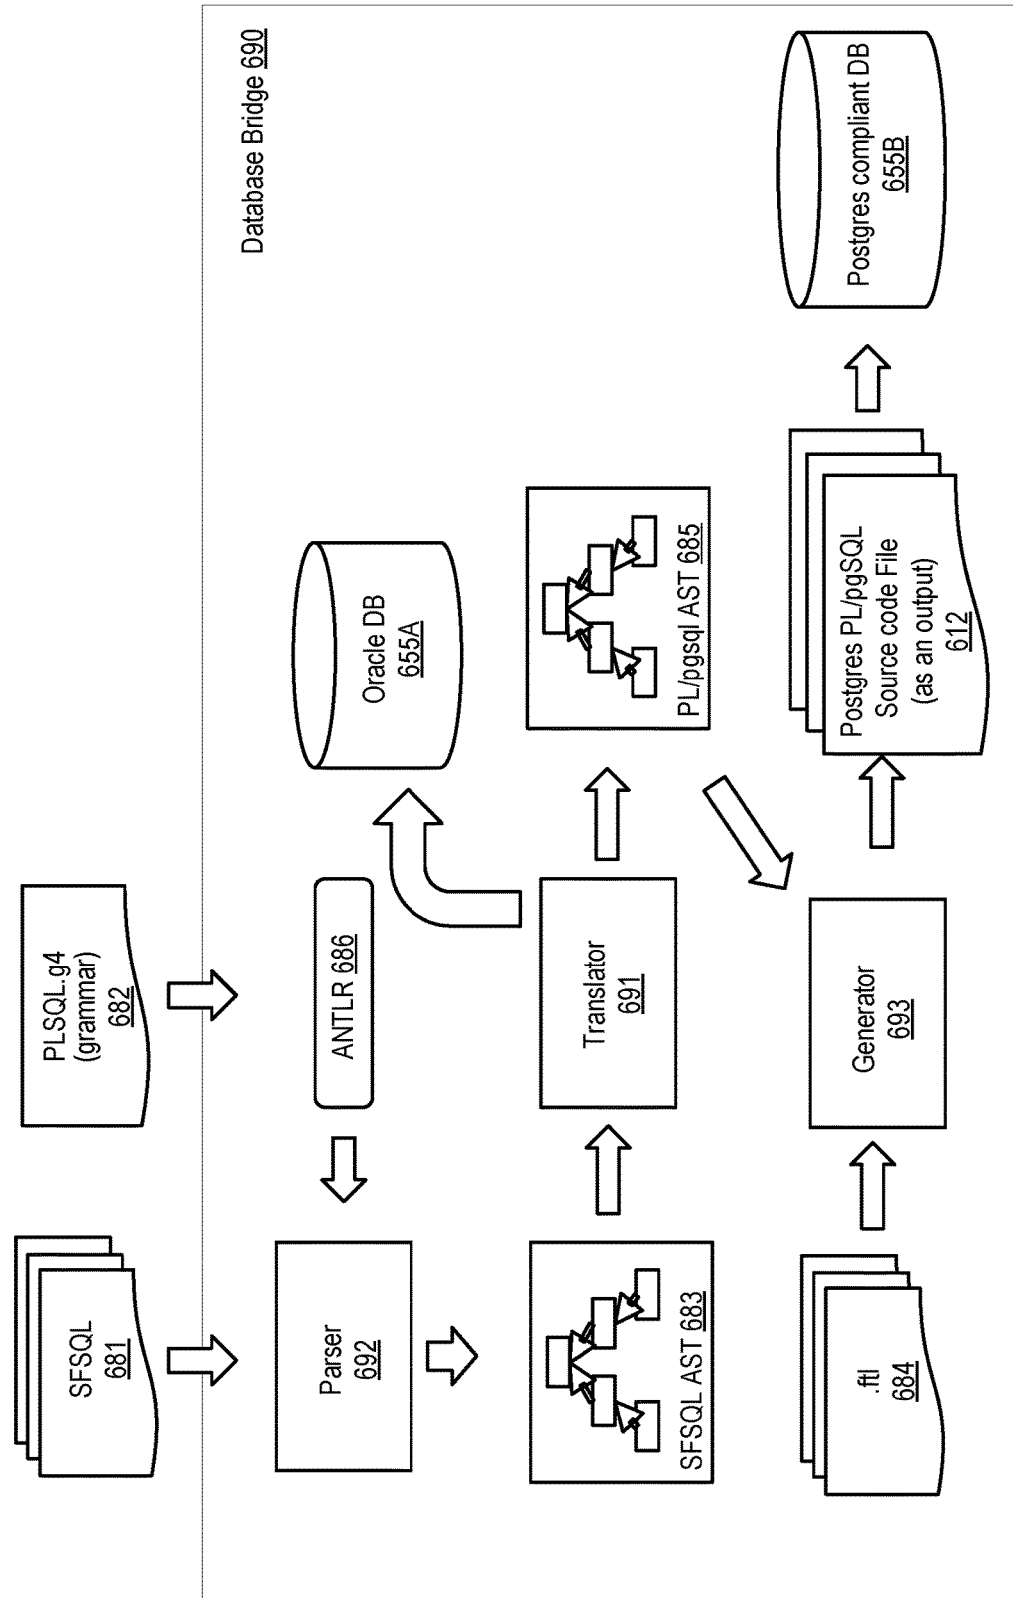 SFSQL
681
PLSQL.g4
(grammar)
682
Database Bridge 690
Parser
692
ANTLR 686
Oracle DB
655A
SFSQL AST 683
Translator
691
PL/pgsql AST 685
.ftl
684
Generator
693
Postgres PL/pgSQL
Source code File
(as an output)
612
Postgres compliant DB
655B